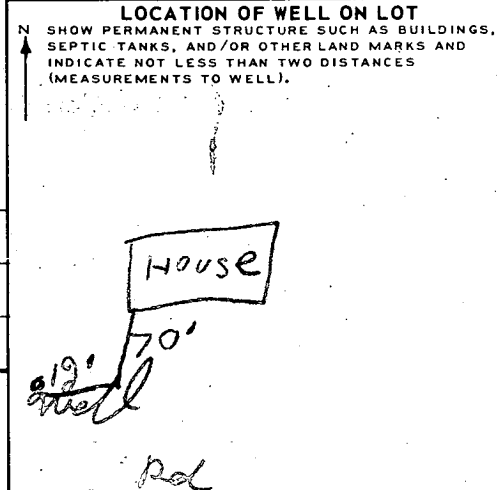 LOCATION OF WELL ON LOT
N SHOW PERMANENT STRUCTURE SUCH AS BUILDINGS,
SEPTIC TANKS, AND/OR OTHER LAND MARKS AND
INDICATE NOT LESS THAN TWO DISTANCES
(MEASUREMENTS TO WELL).
House
70'
12'
well
Rd